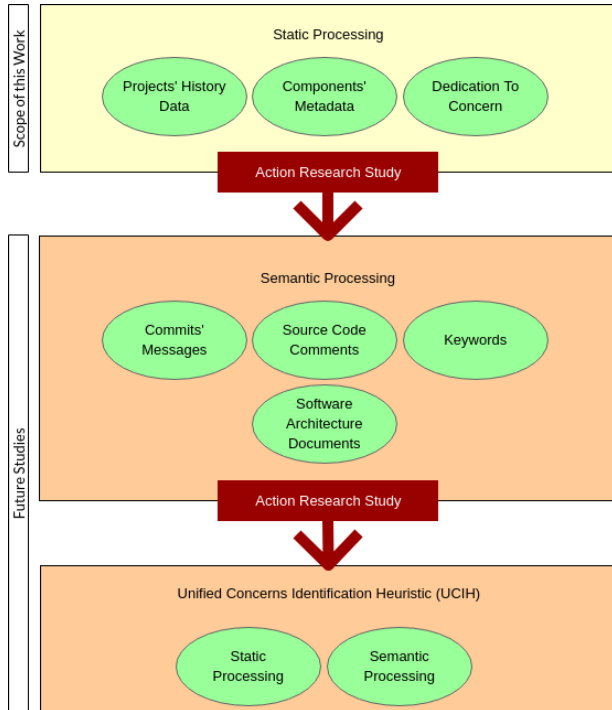 Scope of this Work
Static Processing
Projects' History
Data
Components'
Metadata
Dedication To
Concern
Action Research Study
Future Studies
Semantic Processing
Commits'
Messages
Source Code
Comments
Keywords
Software
Architecture
Documents
Action Research Study
Unified Concerns Identification Heuristic (UCIH)
Static
Processing
Semantic
Processing